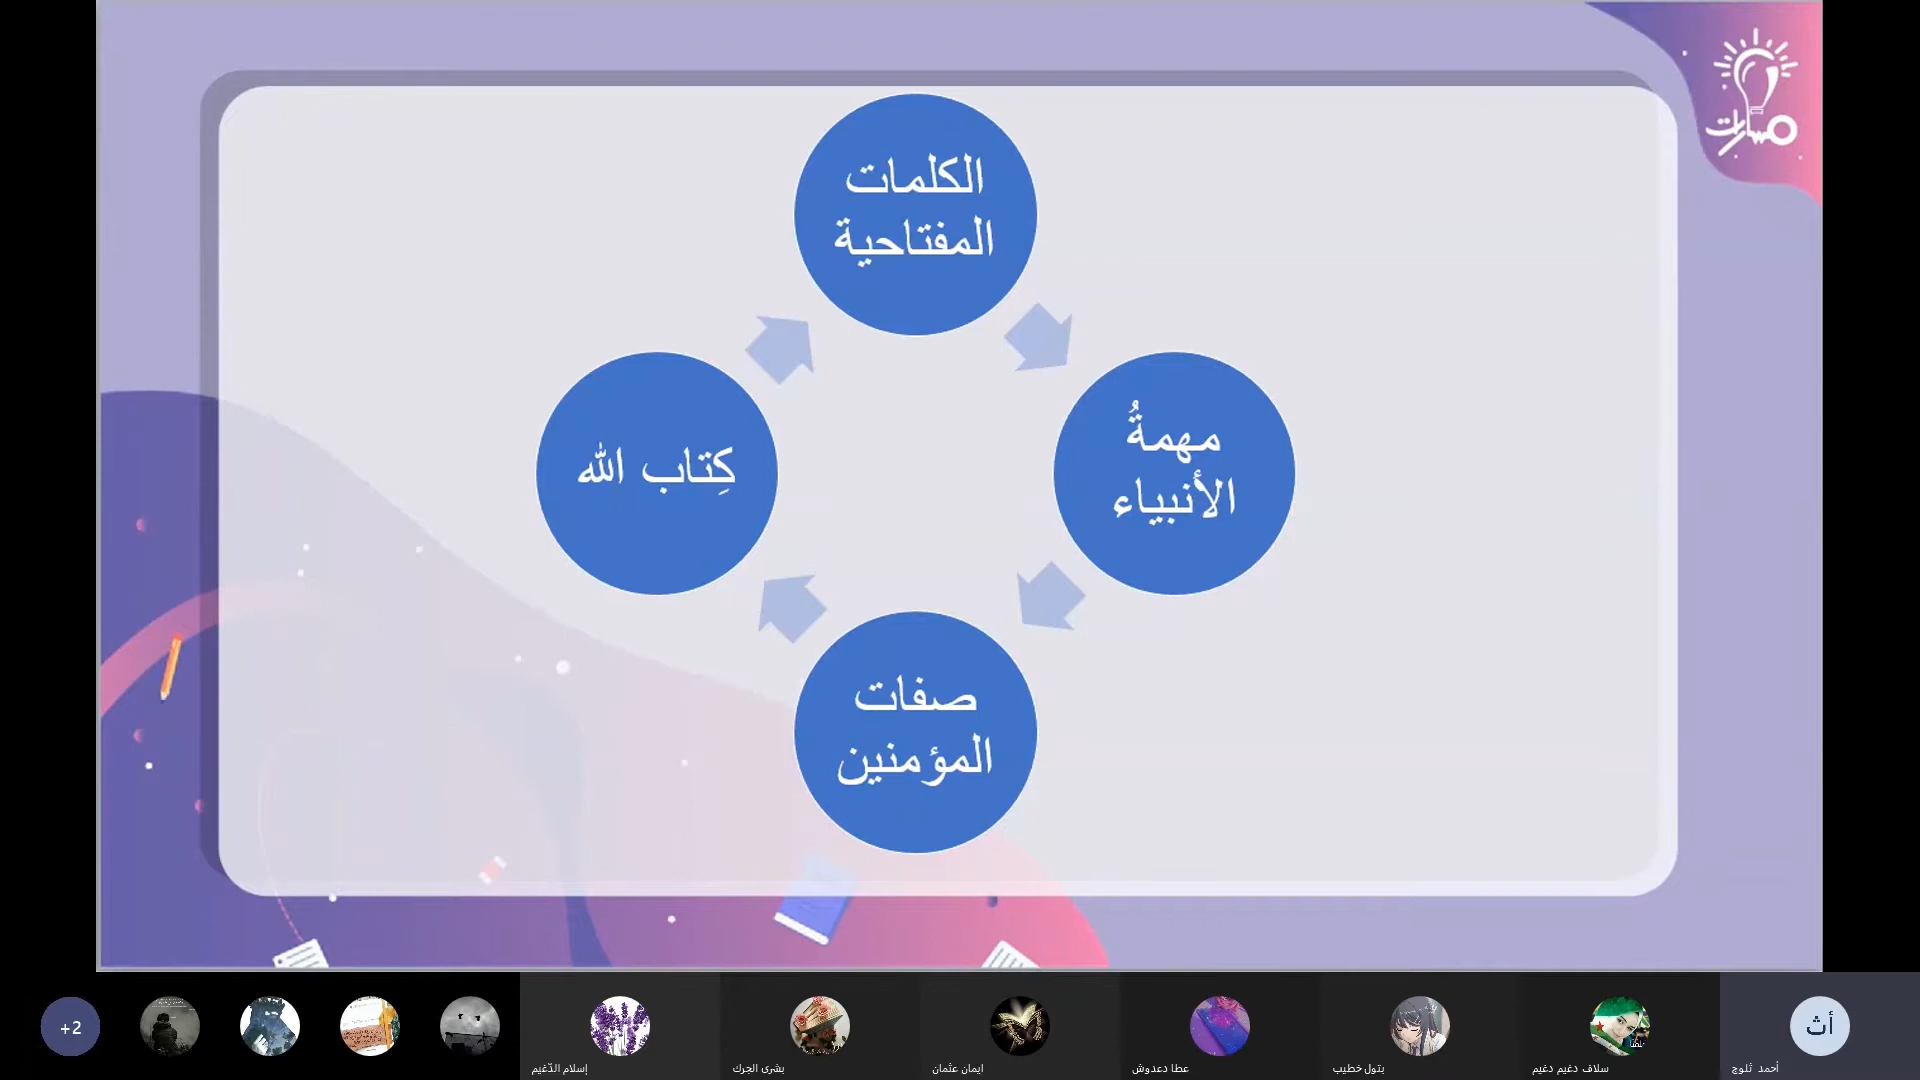 مسارات
الكلمات
المفتاحية
مهمةُ
الأنبياء
صفات
المؤمنين
كِتاب الله
+2
إسلام الدّغيم
بشرى الجرك
ايمان عثمان
عطا دعدوش
بتول خطيب
سلاف دغيم دغيم
أث
أحمد ثلوج